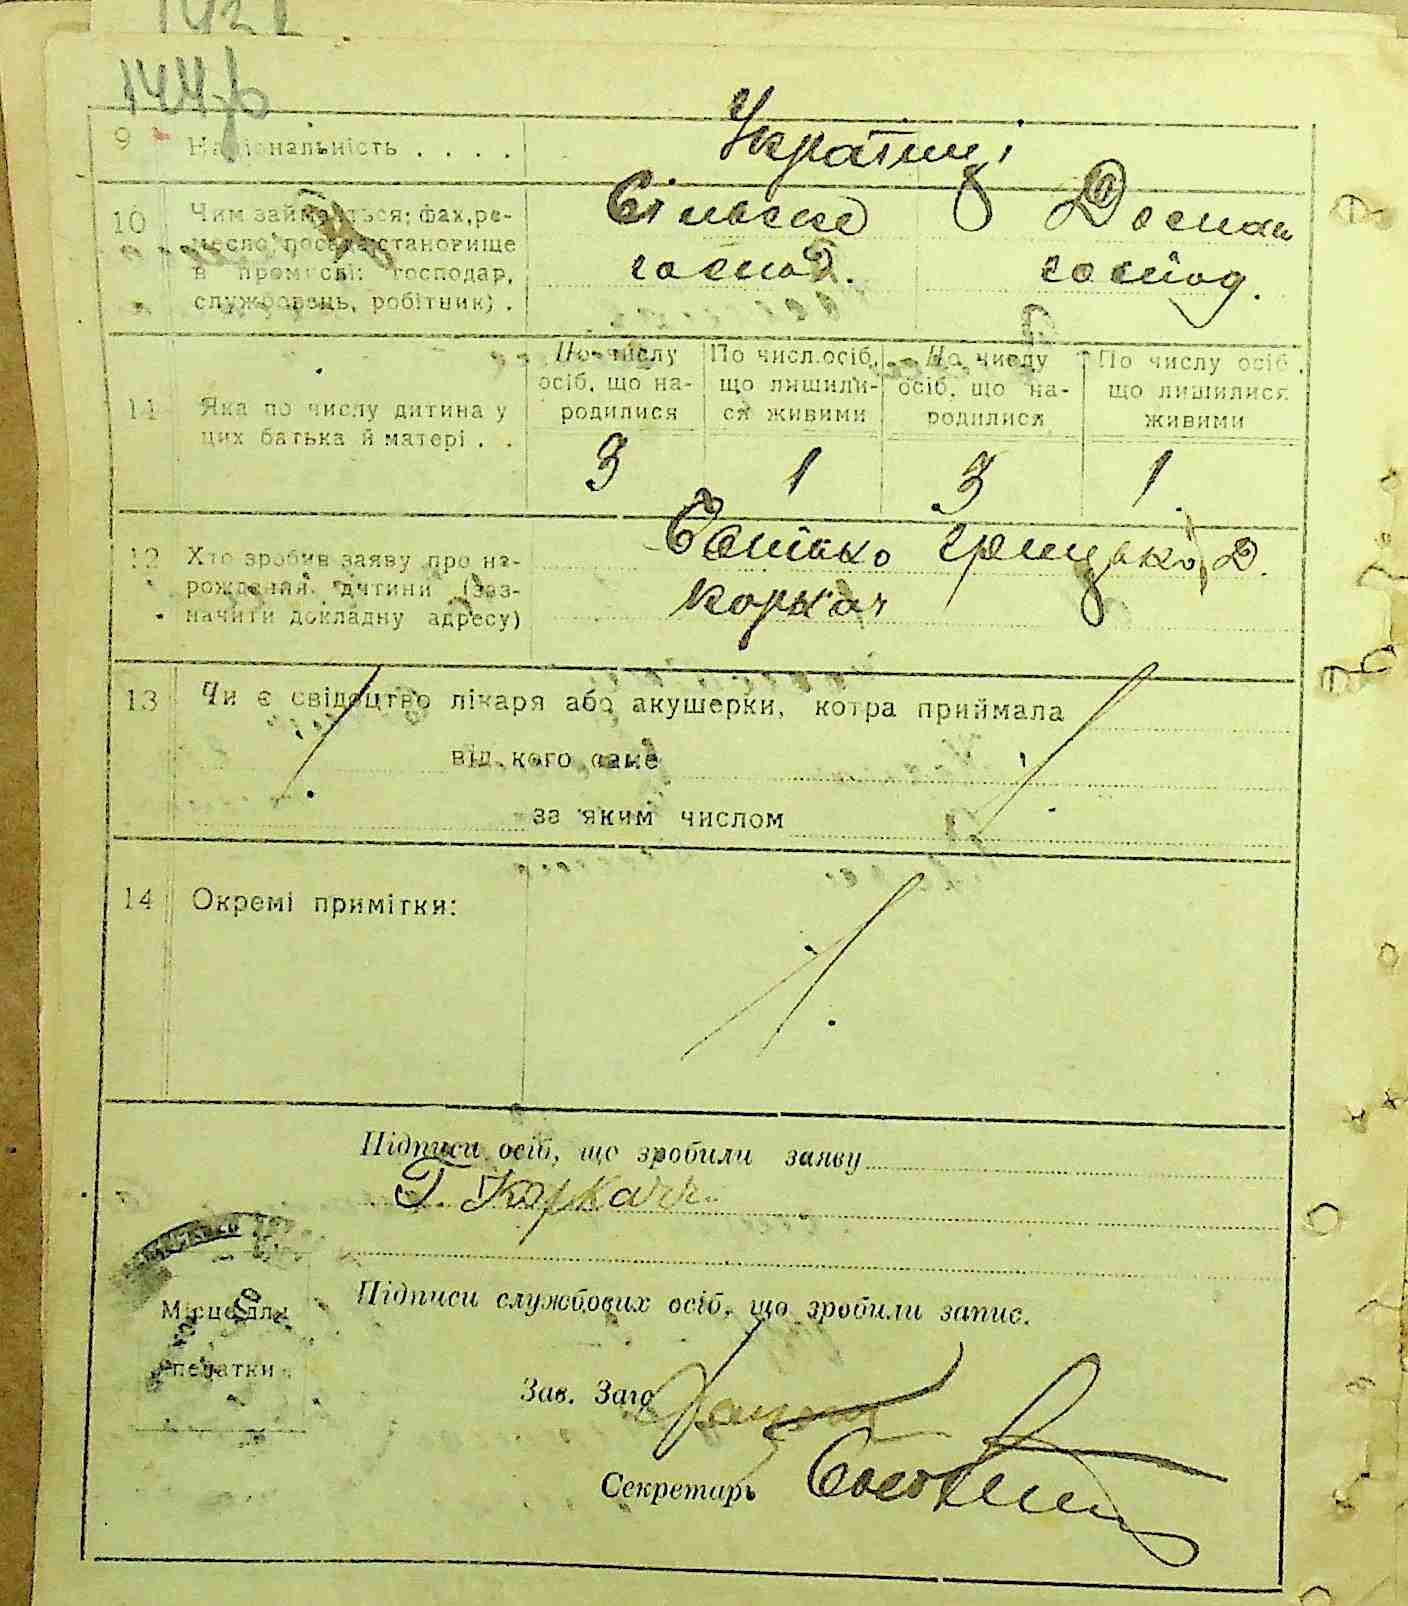 144 зв
9 Національність . . . . Українці
10 Чим займається: фах, ре- Сільське Домаш
месло, посада, становище
в промислі: господар, господ. господ.
службовець, робітник) .
По числу По числ. осіб, По числу По числу осіб,
осіб, що на- що лишили- осіб, що на- що лишилися
родилися ся живими родилися живими
11 Яка по числу дитина у
цих батька й матері . . 3 1 3 1
12 Хто зробив заяву про на- Батько Грицько Д.
рождення дитини (заз- Коркач
начити докладну адресу)
13 Чи є свідоцтво лікаря або акушерки, котра приймала
від кого саме
за яким числом
14 Окремі примітки:
Підписи осіб, що зробили заяву
Г. Коркач
Підписи службових осіб, що зробили запис.
Місце для
печатки
Зав. Загс
Секретарь